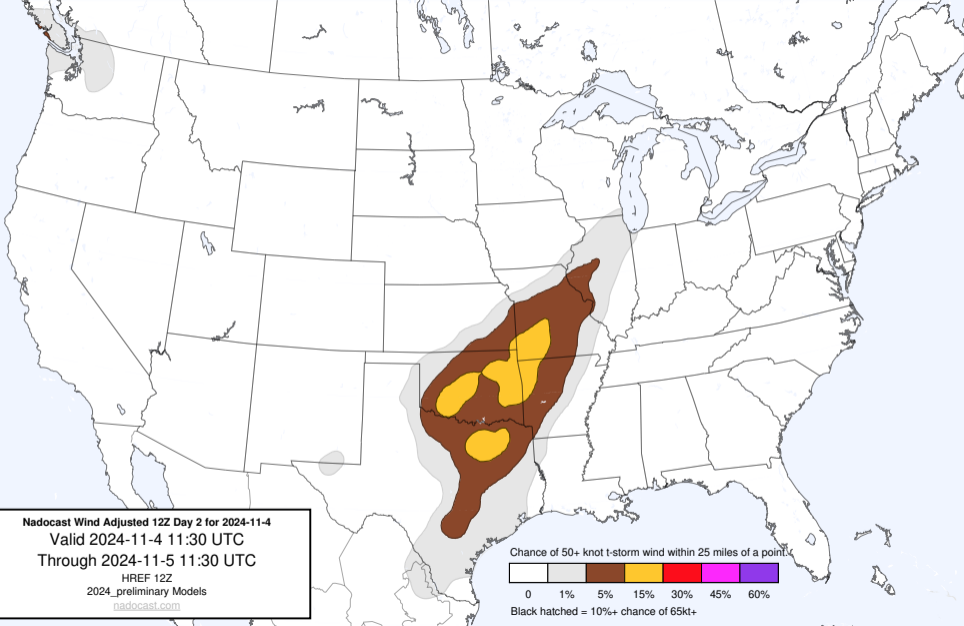 Nadocast Wind Adjusted 12Z Day 2 for 2024-11-4
Valid 2024-11-4 11:30 UTC
Through 2024-11-5 11:30 UTC
HREF 12Z
2024_preliminary Models
nadocast.com
Chance of 50+ knot t-storm wind within 25 miles of a point.
0 1% 5% 15% 30% 45% 60%
Black hatched = 10%+ chance of 65kt+